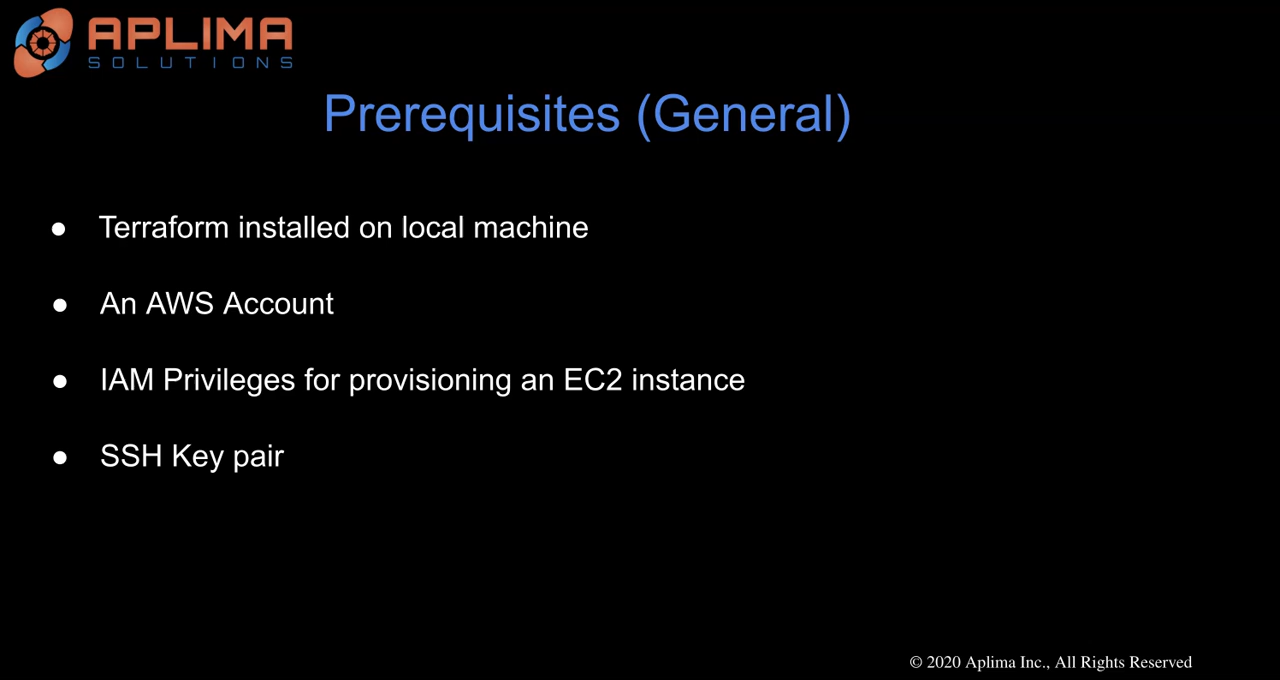 APLIMA
SOLUTIONS
Prerequisites (General)
● Terraform installed on local machine
● An AWS Account
● IAM Privileges for provisioning an EC2 instance
● SSH Key pair
© 2020 Aplima Inc., All Rights Reserved